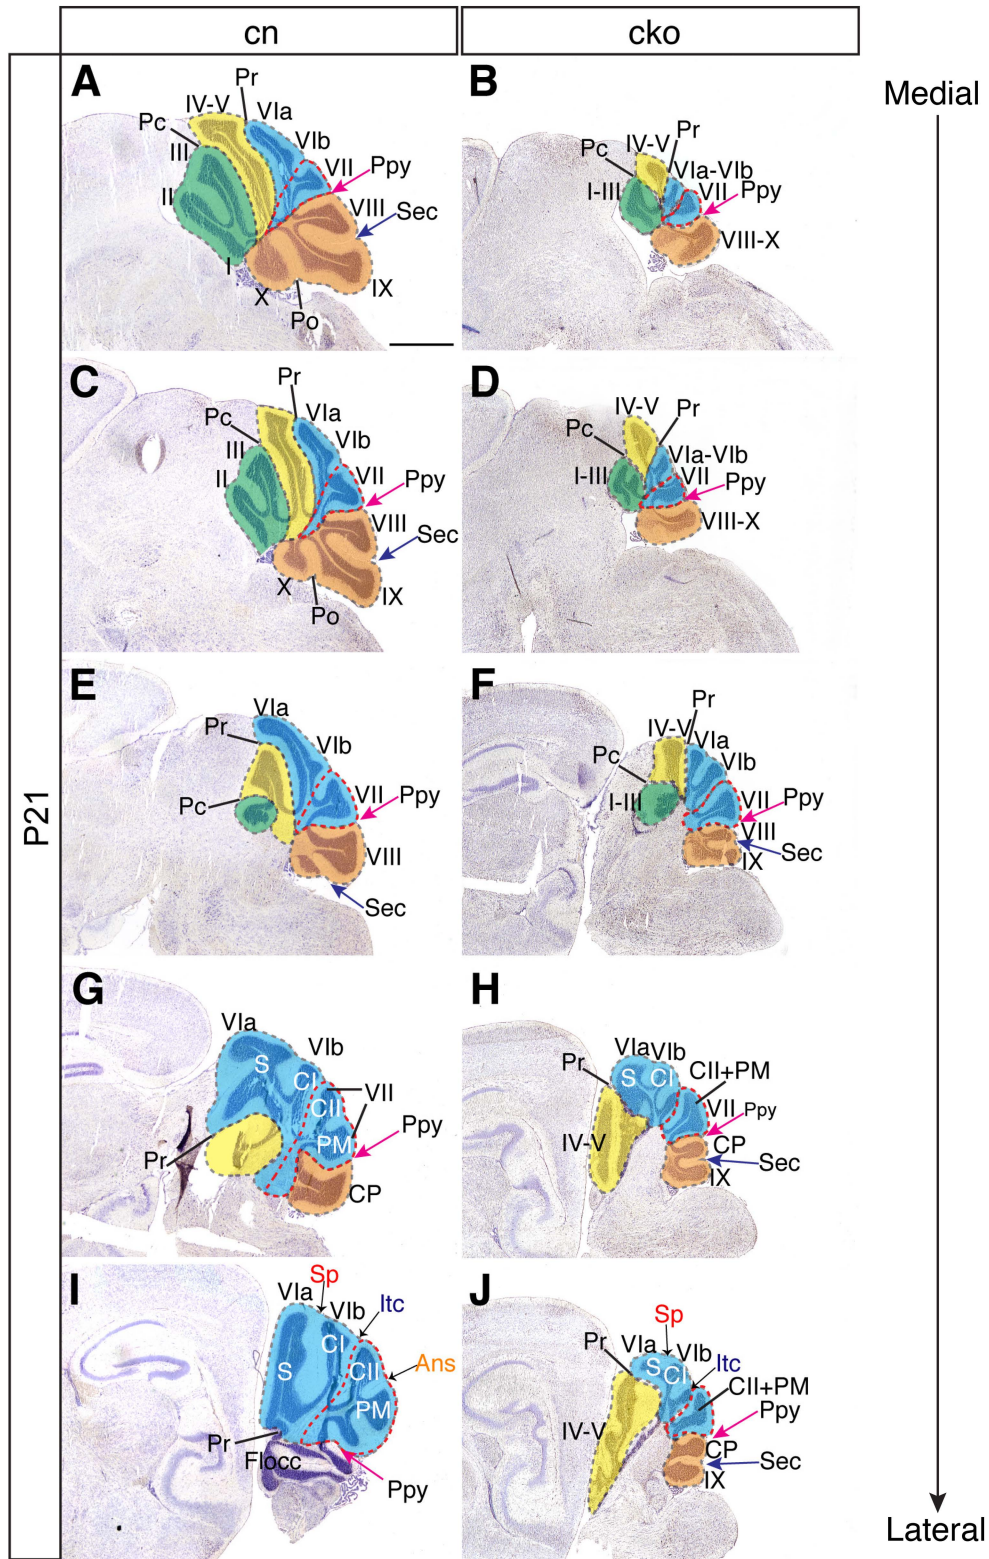 cn
cko
Medial
Lateral
P21
A
Pr
IV-V
VIa
Pc
VIb
III
VII
Ppy
II
VIII
Sec
I
X
IX
Po
B
Pr
IV-V
Pc
VIa-VIb
I-III
VII
Ppy
VIII-X
C
Pr
VIa
Pc
VIb
III
VII
II
Ppy
VIII
Sec
X
IX
Po
D
IV-V
Pr
Pc
VIa-VIb
I-III
VII
Ppy
VIII-X
E
VIa
Pr
VIb
Pc
VII
Ppy
VIII
Sec
F
Pr
IV-V
VIa
Pc
VIb
I-III
VII
Ppy
VIII
Sec
IX
G
VIa
VIb
S
CI
VII
CII
PM
Ppy
Pr
CP
H
VIa
VIb
Pr
S
CI
CII+PM
VII
Ppy
IV-V
CP
Sec
IX
I
Sp
VIa
VIb
Itc
CI
S
CII
Ans
PM
Pr
Flocc
Ppy
J
Sp
VIa
Pr
VIb
S
CI
Itc
CII+PM
Ppy
IV-V
CP
Sec
IX